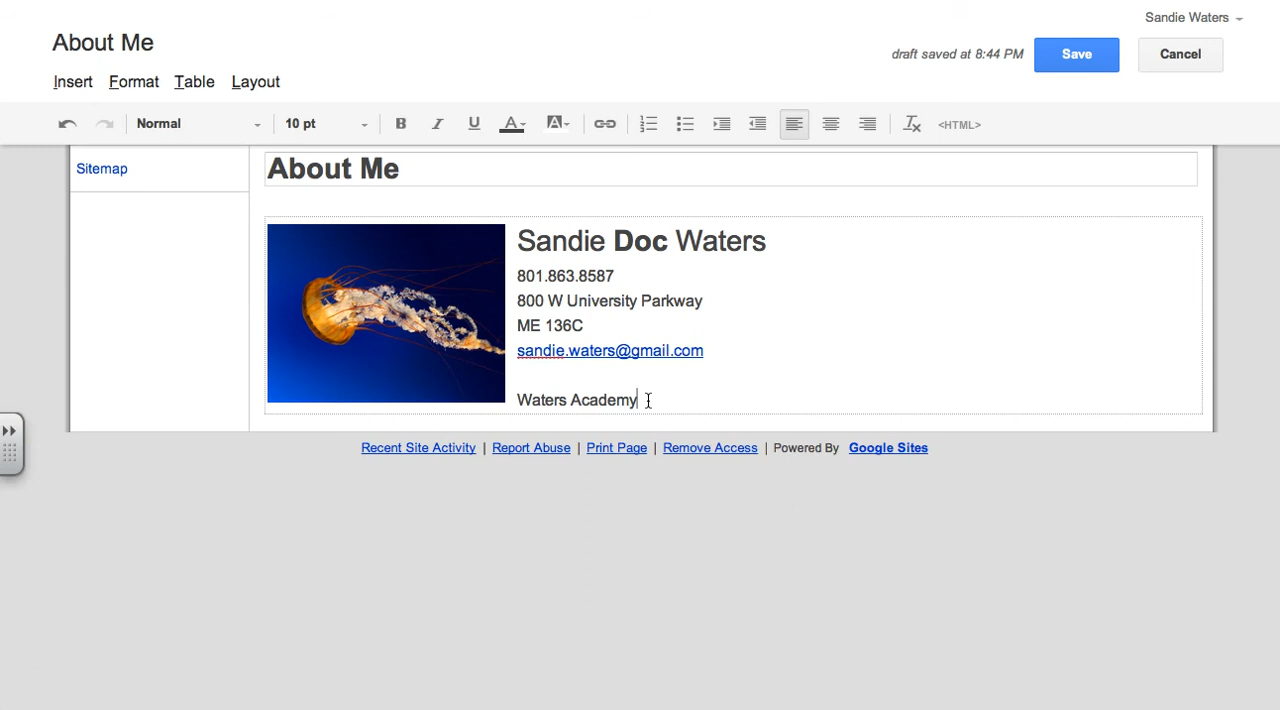 Sandie Waters
About Me
draft saved at 8:44 PM
Save
Cancel
Insert Format Table Layout
Normal 10 pt B I U A A <HTML>
Sitemap
About Me
Sandie Doc Waters
801.863.8587
800 W University Parkway
ME 136C
sandie.waters@gmail.com
Waters Academy
Recent Site Activity | Report Abuse | Print Page | Remove Access | Powered By Google Sites